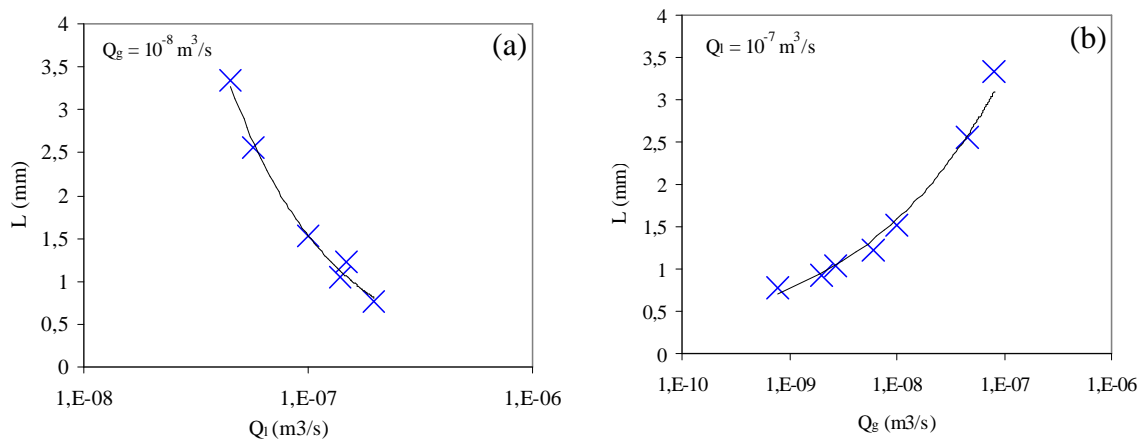 (a)
Qg = 10-8 m3/s
4
3,5
3
2,5
2
1,5
1
0,5
0
L (mm)
1,E-08 1,E-07 1,E-06
Ql (m3/s)
(b)
Ql = 10-7 m3/s
4
3,5
3
2,5
2
1,5
1
0,5
0
L (mm)
1,E-10 1,E-09 1,E-08 1,E-07 1,E-06
Qg (m3/s)